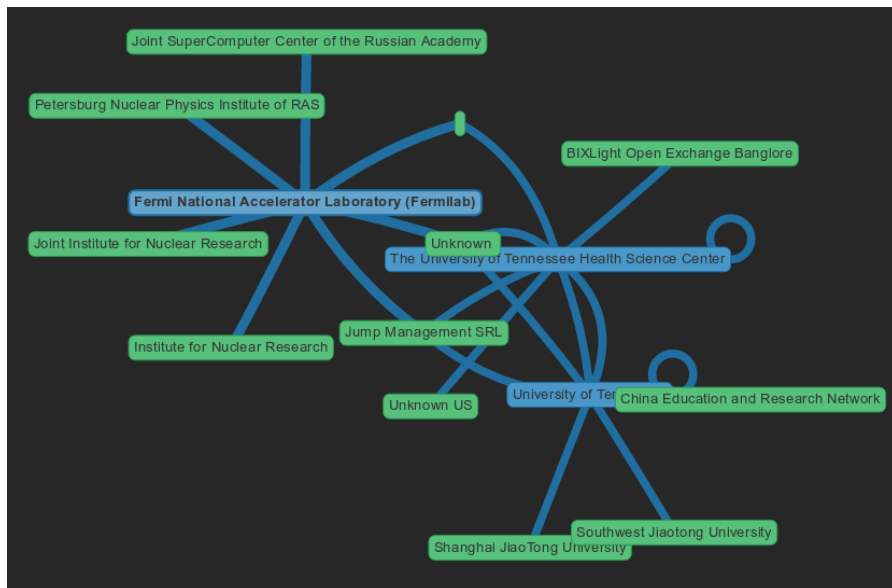 Joint SuperComputer Center of the Russian Academy
Petersburg Nuclear Physics Institute of RAS
BIXLight Open Exchange Banglore
Fermi National Accelerator Laboratory (Fermilab)
Joint Institute for Nuclear Research
Unknown
The University of Tennessee Health Science Center
Jump Management SRL
Institute for Nuclear Research
University of
China Education and Research Network
Unknown US
Southwest Jiaotong University
Shanghai JiaoTong University